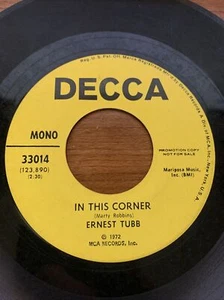 DECCA
MONO
33014
(123,890)
(2:30)
PROMOTION COPY
NOT FOR SALE
Mariposa Music,
Inc. (BMI)
IN THIS CORNER
(Marty Robbins)
ERNEST TUBB
℗ 1972
MCA RECORDS, Inc.